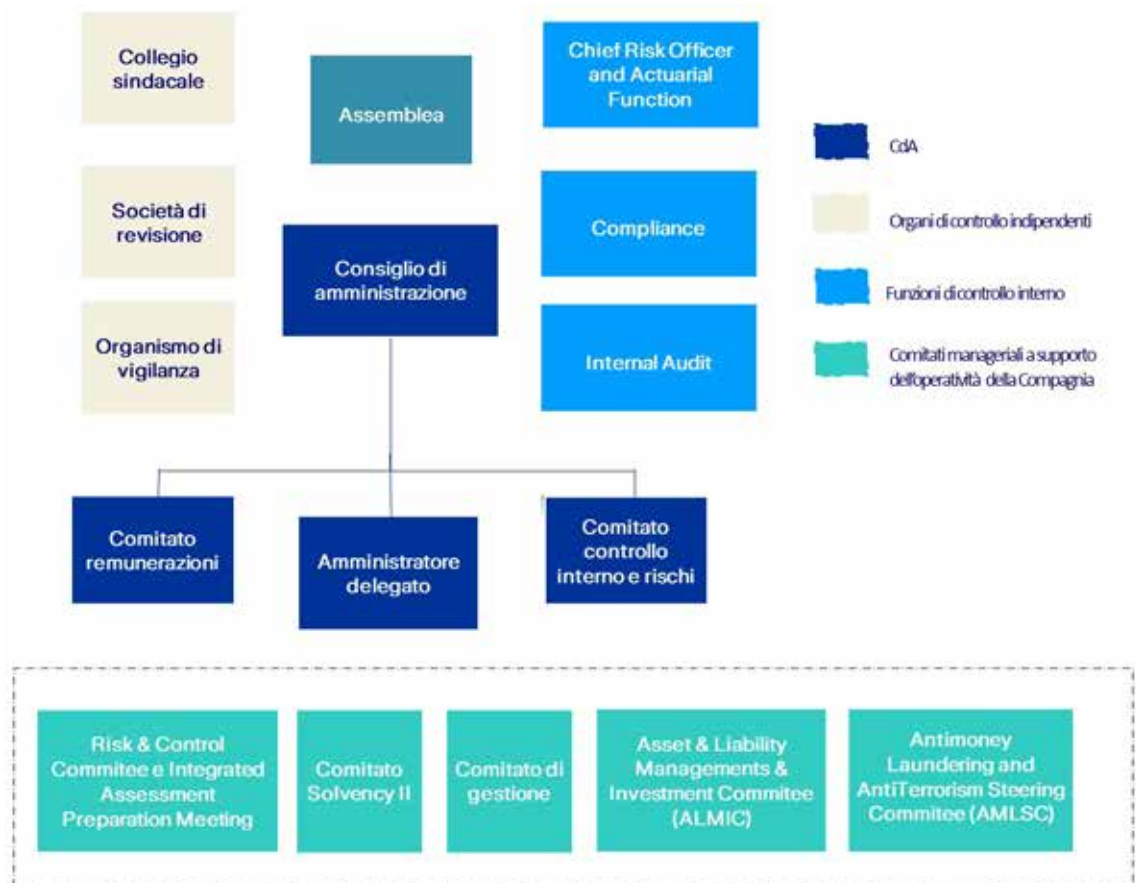 Collegio
sindacale
Assemblea
Chief Risk Officer
and Actuarial
Function
Società di
revisione
Consiglio di
amministrazione
Compliance
Organismo di
vigilanza
Internal Audit
CdA
Organi di controllo indipendenti
Funzioni di controllo interno
Comitati manageriali a supporto
dell'operatività della Compagnia
Comitato
remunerazioni
Amministratore
delegato
Comitato
controllo
interno e rischi
Risk & Control
Commitee e Integrated
Assessment
Preparation Meeting
Comitato
Solvency II
Comitato di
gestione
Asset & Liability
Managements &
Investment Commitee
(ALMIC)
Antimoney
Laundering and
AntiTerrorism Steering
Commitee (AMLSC)